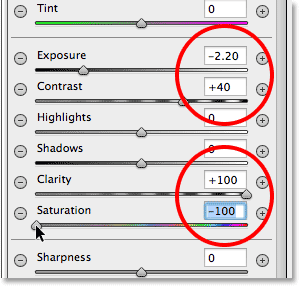 Tint 0
Exposure -2.20
Contrast +40
Highlights 0
Shadows 0
Clarity +100
Saturation -100
Sharpness 0